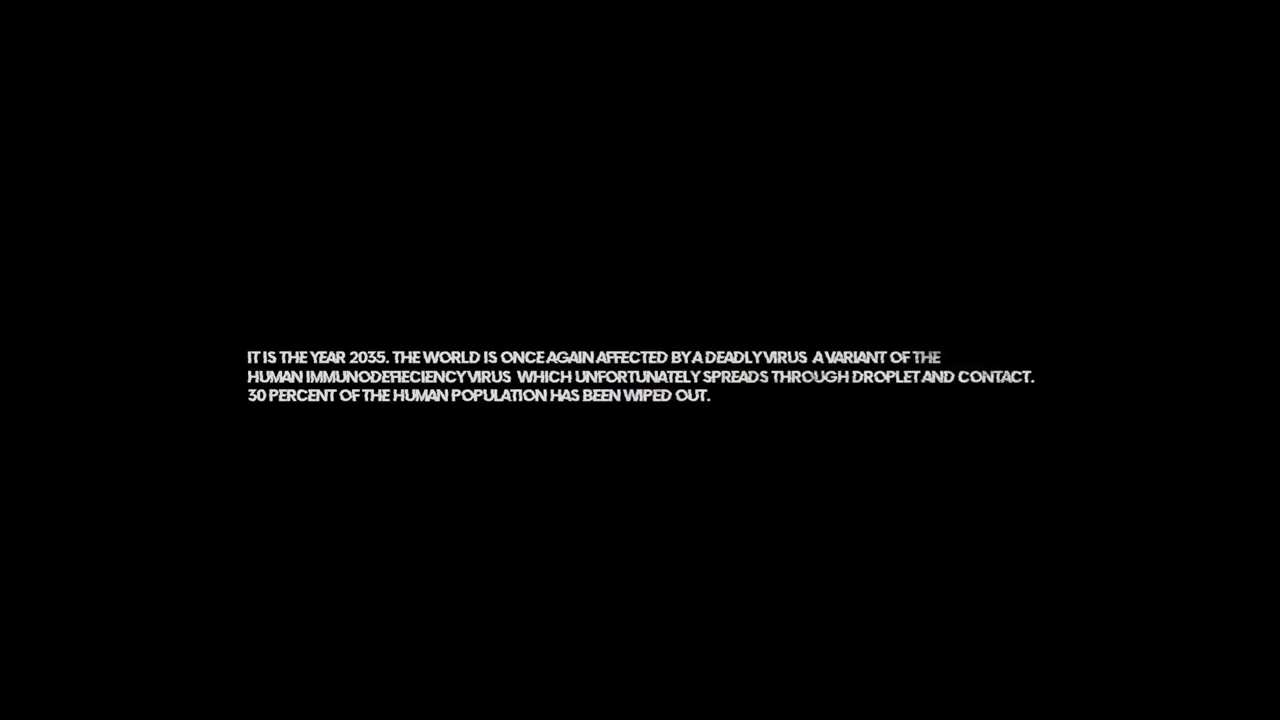 IT IS THE YEAR 2035. THE WORLD IS ONCE AGAIN AFFECTED BY A DEADLY VIRUS A VARIANT OF THE
HUMAN IMMUNODEFIECIENCY VIRUS WHICH UNFORTUNATELY SPREADS THROUGH DROPLET AND CONTACT.
30 PERCENT OF THE HUMAN POPULATION HAS BEEN WIPED OUT.